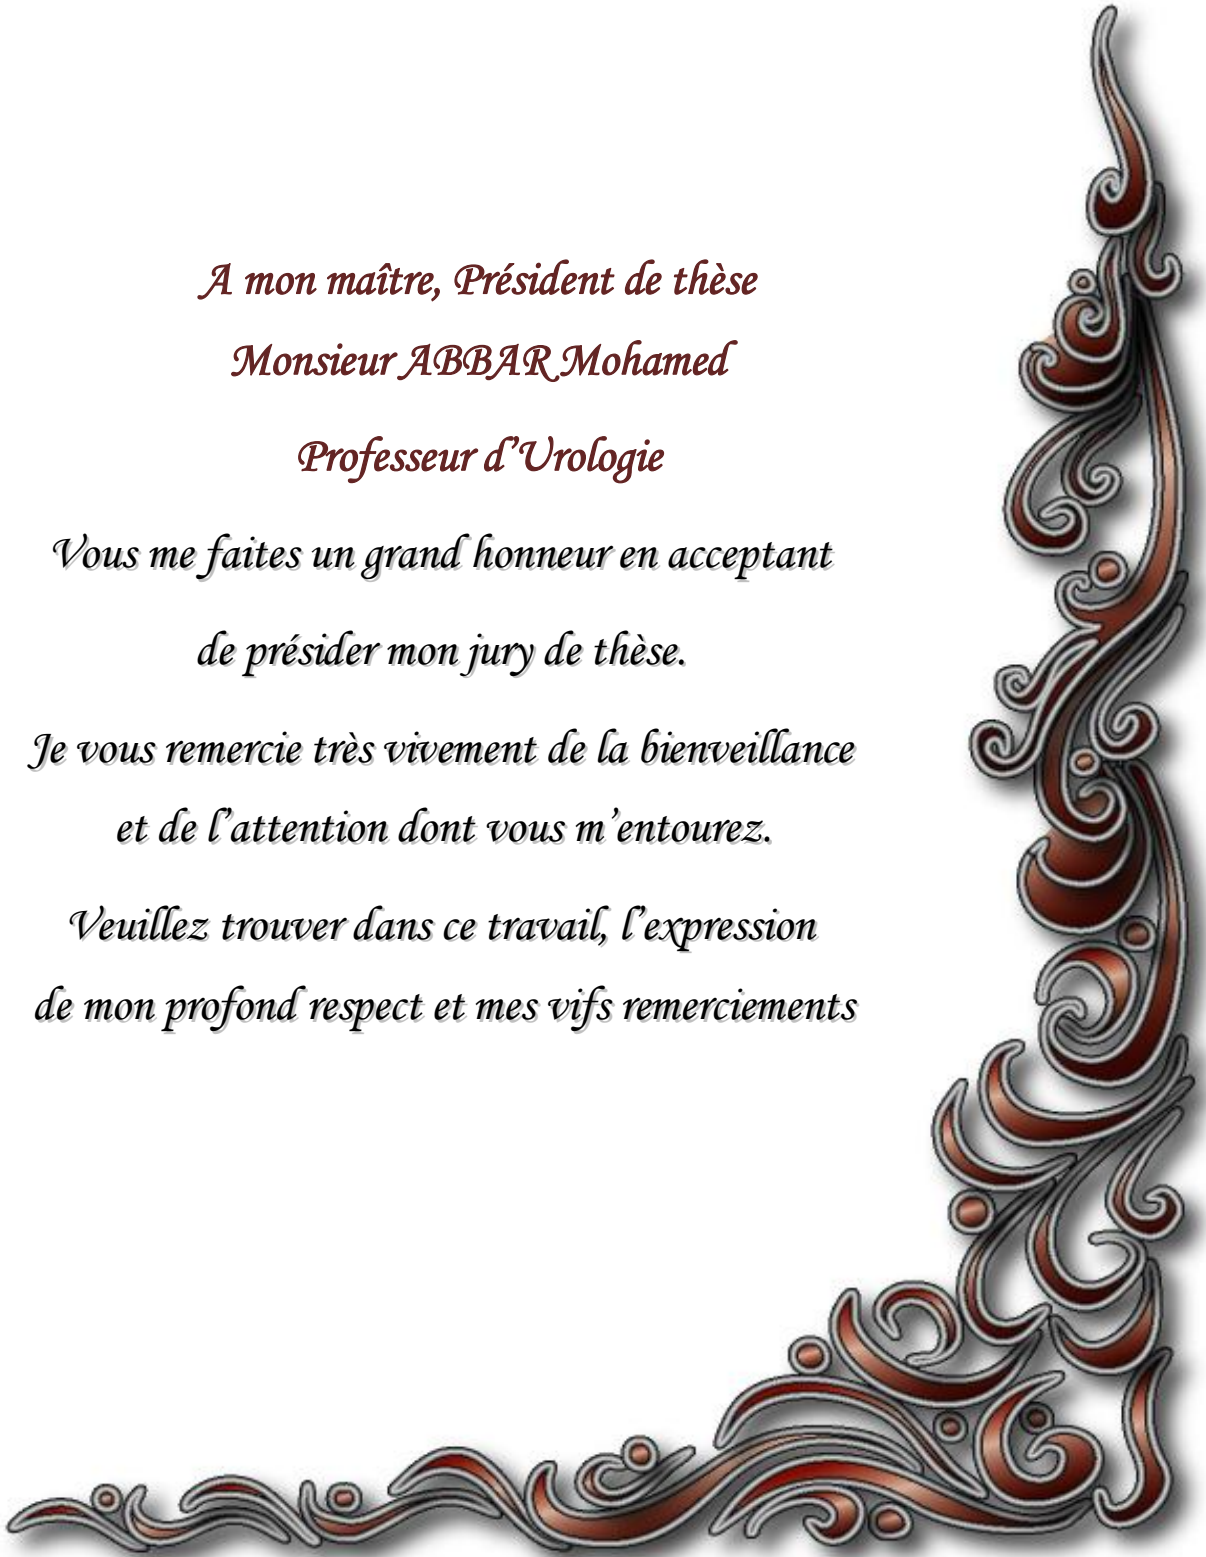 A mon maître, Président de thèse
Monsieur ABBAR Mohamed
Professeur d’Urologie
Vous me faites un grand honneur en acceptant
de présider mon jury de thèse.
Je vous remercie très vivement de la bienveillance
et de l’attention dont vous m’entourez.
Veuillez trouver dans ce travail, l’expression
de mon profond respect et mes vifs remerciements